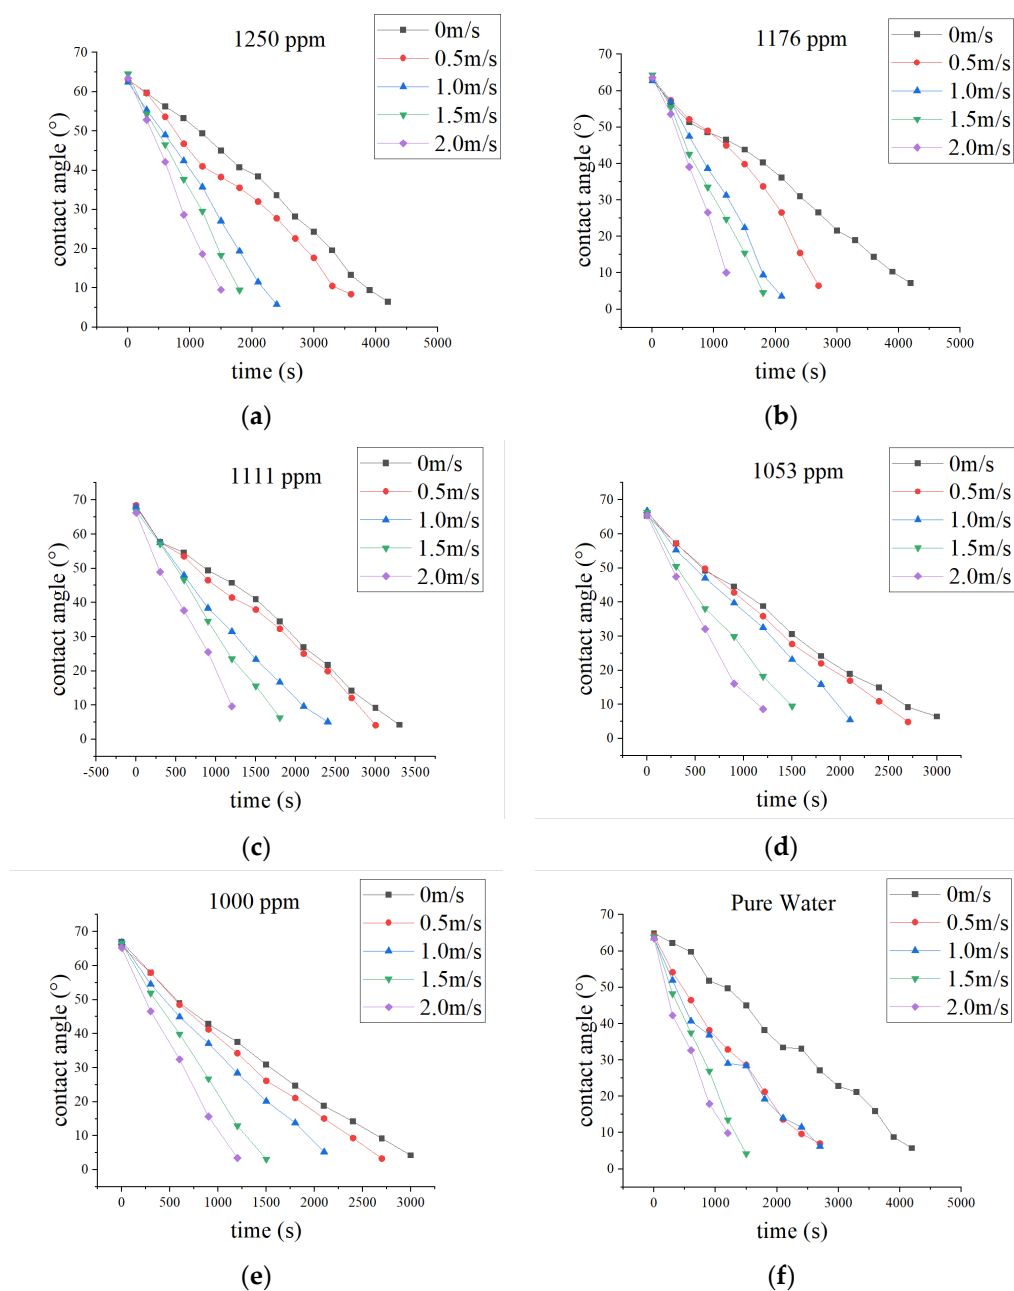 1250 ppm
0m/s
0.5m/s
1.0m/s
1.5m/s
2.0m/s
contact angle (°)
70
60
50
40
30
20
10
0
0 1000 2000 3000 4000 5000
time (s)
(a)
1176 ppm
0m/s
0.5m/s
1.0m/s
1.5m/s
2.0m/s
contact angle (°)
70
60
50
40
30
20
10
0
0 1000 2000 3000 4000 5000
time (s)
(b)
1111 ppm
0m/s
0.5m/s
1.0m/s
1.5m/s
2.0m/s
contact angle (°)
70
60
50
40
30
20
10
0
-500 0 500 1000 1500 2000 2500 3000 3500
time (s)
(c)
1053 ppm
0m/s
0.5m/s
1.0m/s
1.5m/s
2.0m/s
contact angle (°)
70
60
50
40
30
20
10
0
0 500 1000 1500 2000 2500 3000
time (s)
(d)
1000 ppm
0m/s
0.5m/s
1.0m/s
1.5m/s
2.0m/s
contact angle (°)
70
60
50
40
30
20
10
0
0 500 1000 1500 2000 2500 3000
time (s)
(e)
Pure Water
0m/s
0.5m/s
1.0m/s
1.5m/s
2.0m/s
contact angle (°)
70
60
50
40
30
20
10
0
0 1000 2000 3000 4000 5000
time (s)
(f)